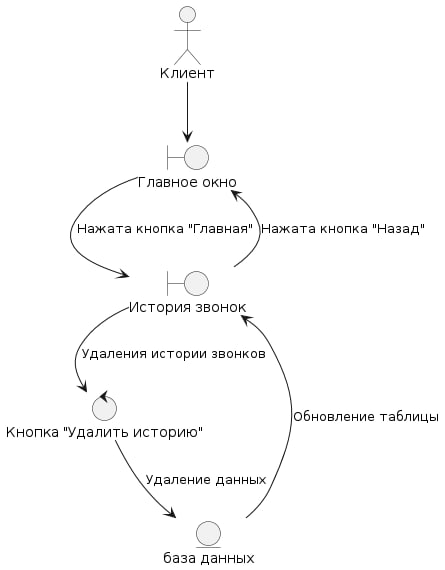 Клиент
Главное окно
Нажата кнопка "Главная"
Нажата кнопка "Назад"
История звонок
Удаления истории звонков
Обновление таблицы
Кнопка "Удалить историю"
Удаление данных
база данных